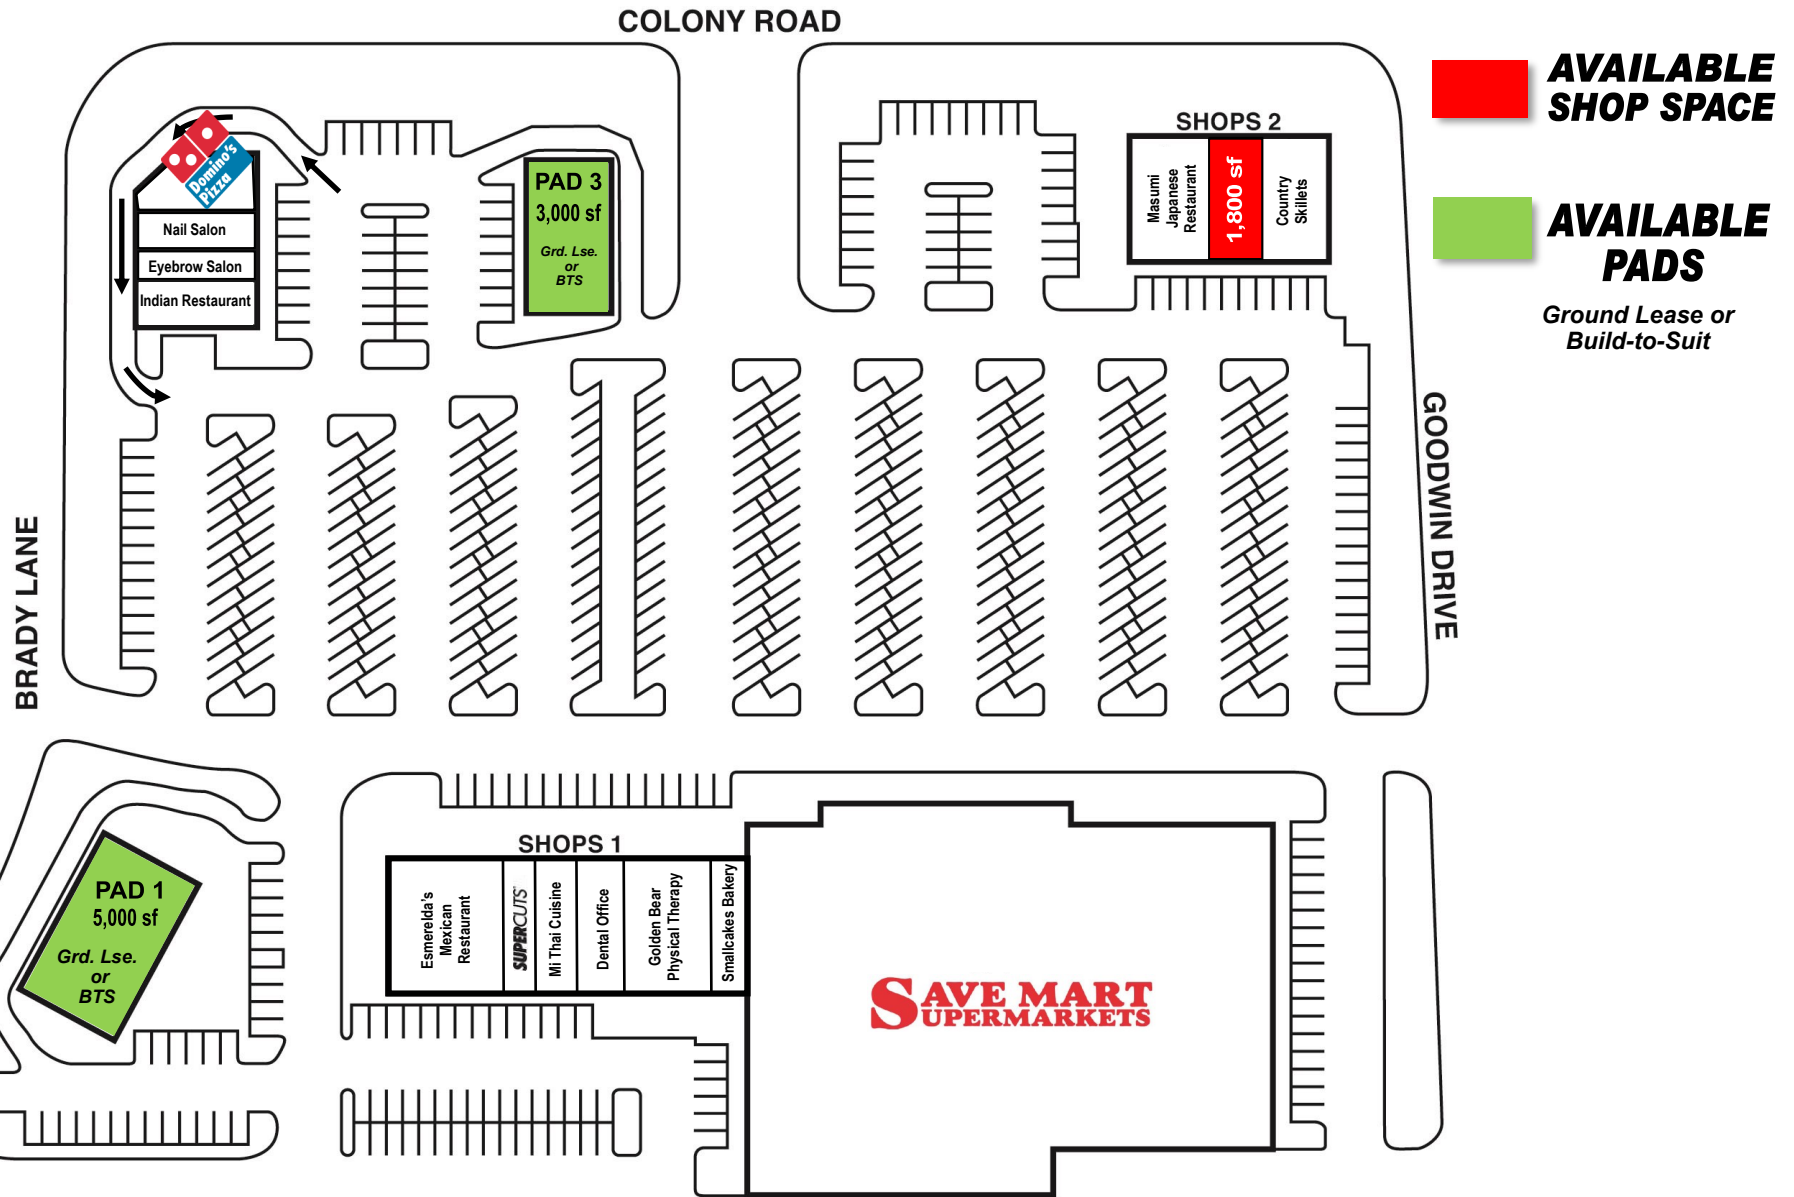 COLONY ROAD
AVAILABLE
SHOP SPACE
AVAILABLE
PADS
Ground Lease or
Build-to-Suit
Domino's
Pizza
Nail Salon
Eyebrow Salon
Indian Restaurant
PAD 3
3,000 sf
Grd. Lse.
or
BTS
SHOPS 2
Masumi
Japanese
Restaurant
1,800 sf
Country
Skillets
GOODWIN DRIVE
BRADY LANE
PAD 1
5,000 sf
Grd. Lse.
or
BTS
SHOPS 1
Esmerelda's
Mexican
Restaurant
SUPERCUTS
Mi Thai Cuisine
Dental Office
Golden Bear
Physical Therapy
Smallcakes Bakery
SAVE MART
SUPERMARKETS